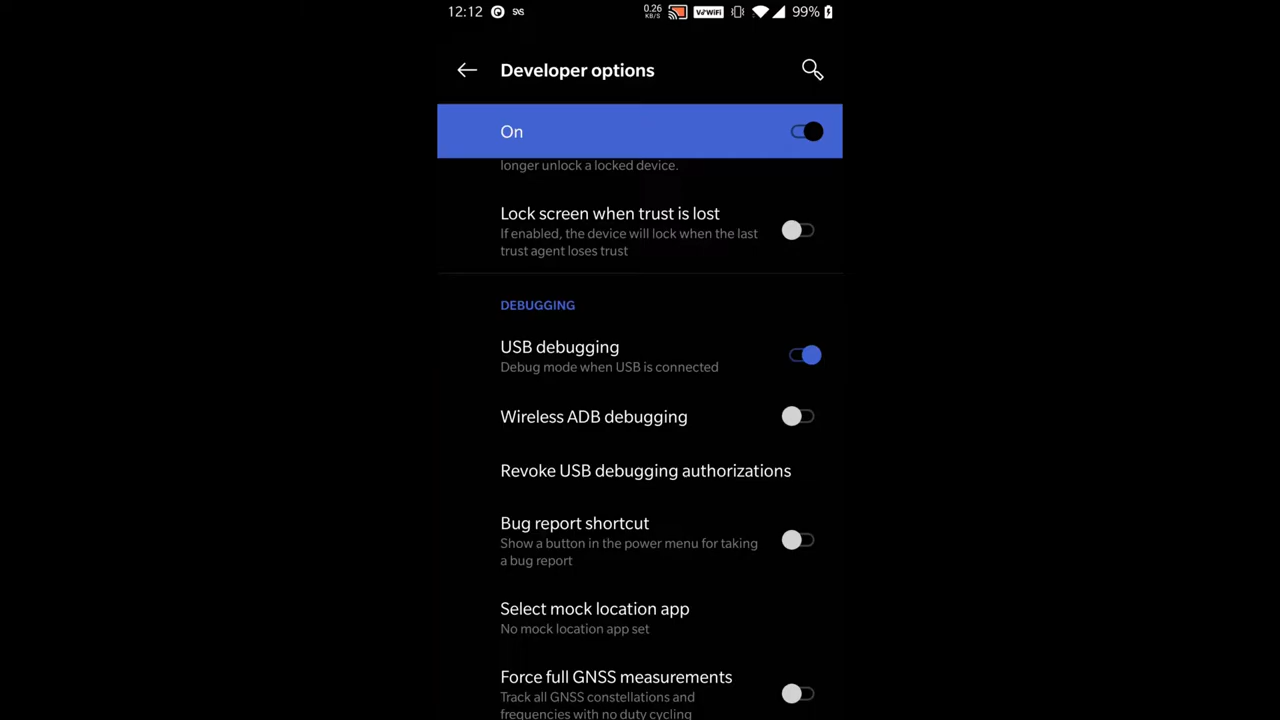 12:12
0.26
KB/S
VoWiFi
99%
Developer options
On
longer unlock a locked device.
Lock screen when trust is lost
If enabled, the device will lock when the last
trust agent loses trust
DEBUGGING
USB debugging
Debug mode when USB is connected
Wireless ADB debugging
Revoke USB debugging authorizations
Bug report shortcut
Show a button in the power menu for taking
a bug report
Select mock location app
No mock location app set
Force full GNSS measurements
Track all GNSS constellations and
frequencies with no duty cycling